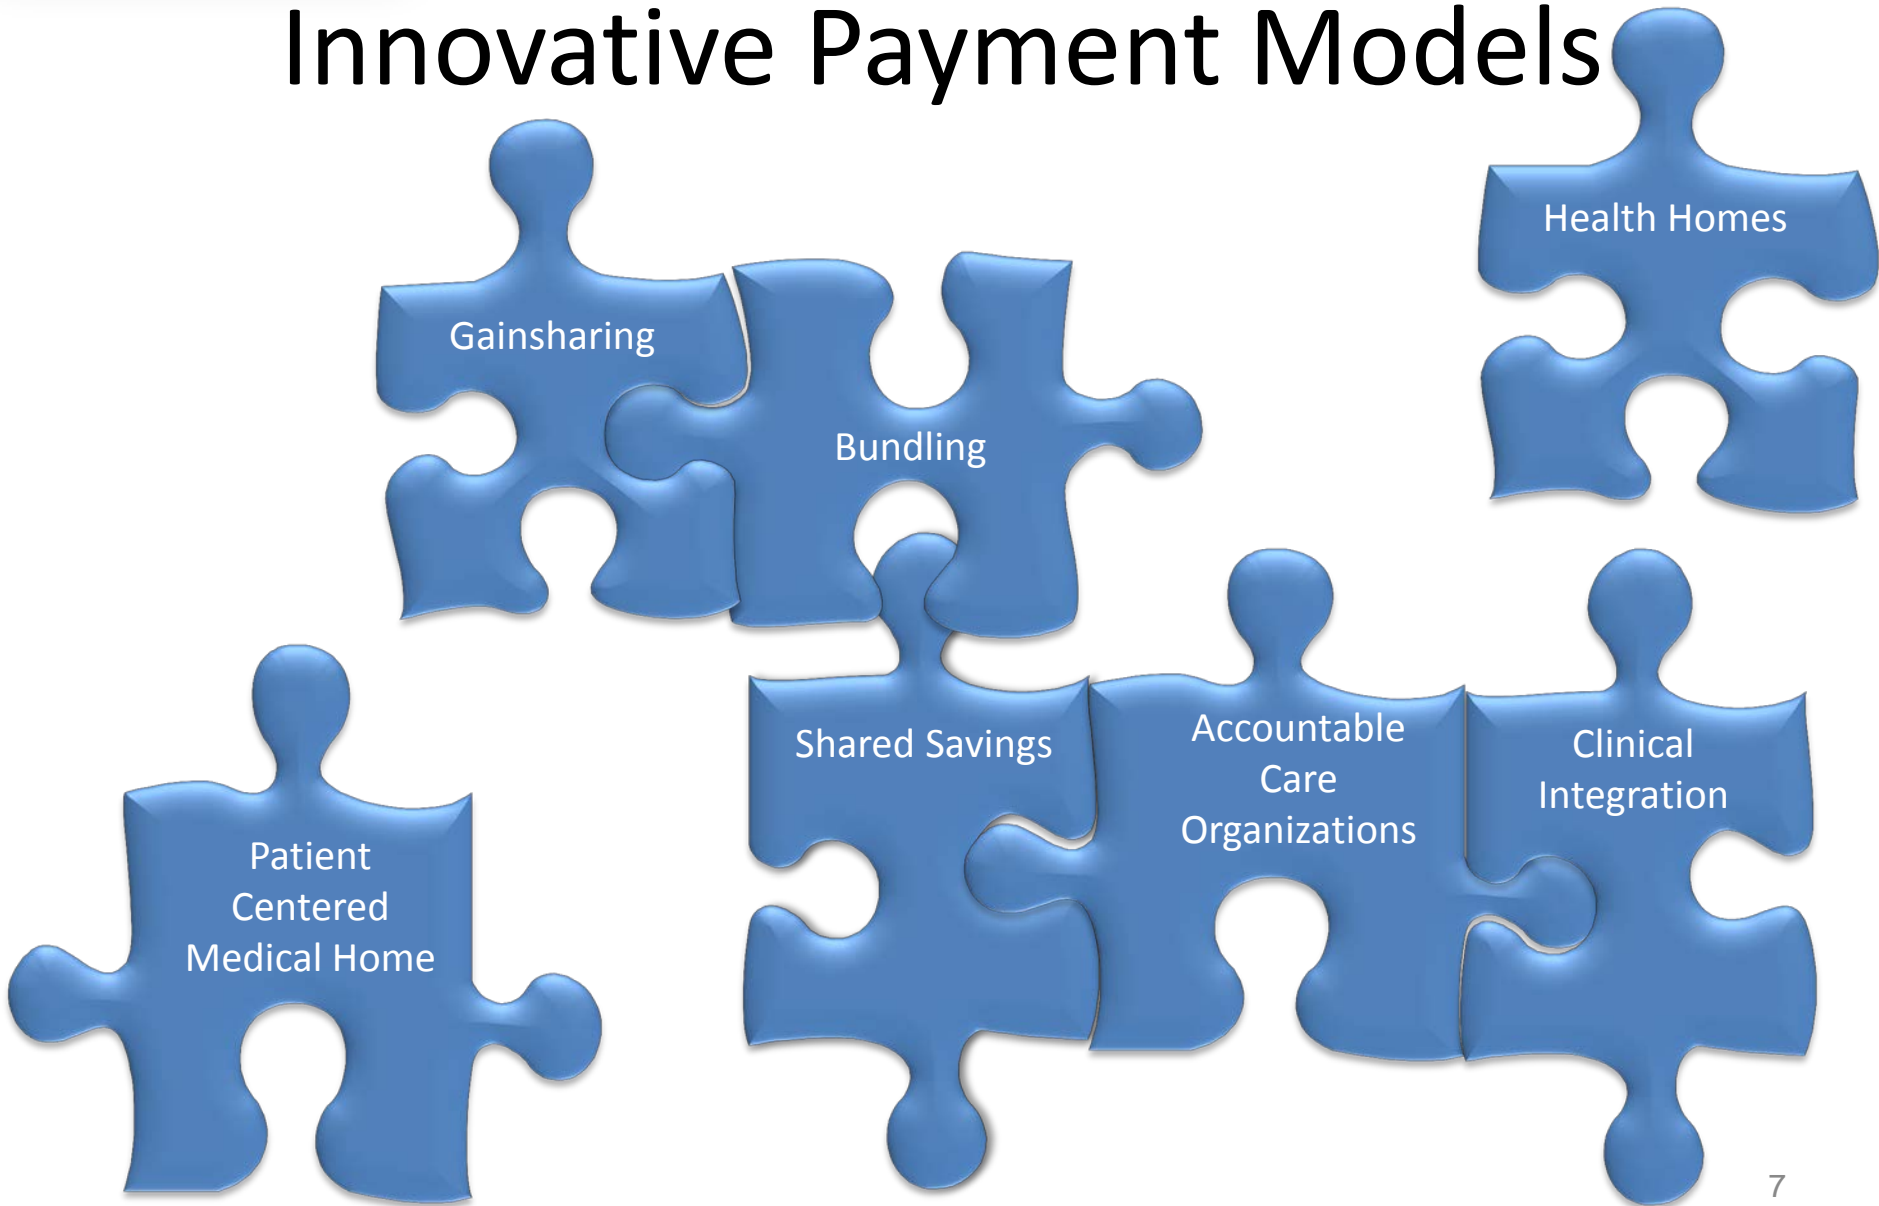 Innovative Payment Models
Health Homes
Gainsharing
Bundling
Shared Savings
Accountable
Care
Organizations
Clinical
Integration
Patient
Centered
Medical Home
7